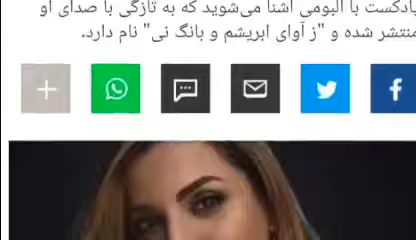 پادکست با آلبومی آشنا می‌شوید که به تازگی با صدای او
منتشر شده و "ز آوای ابریشم و بانگ نی" نام دارد.